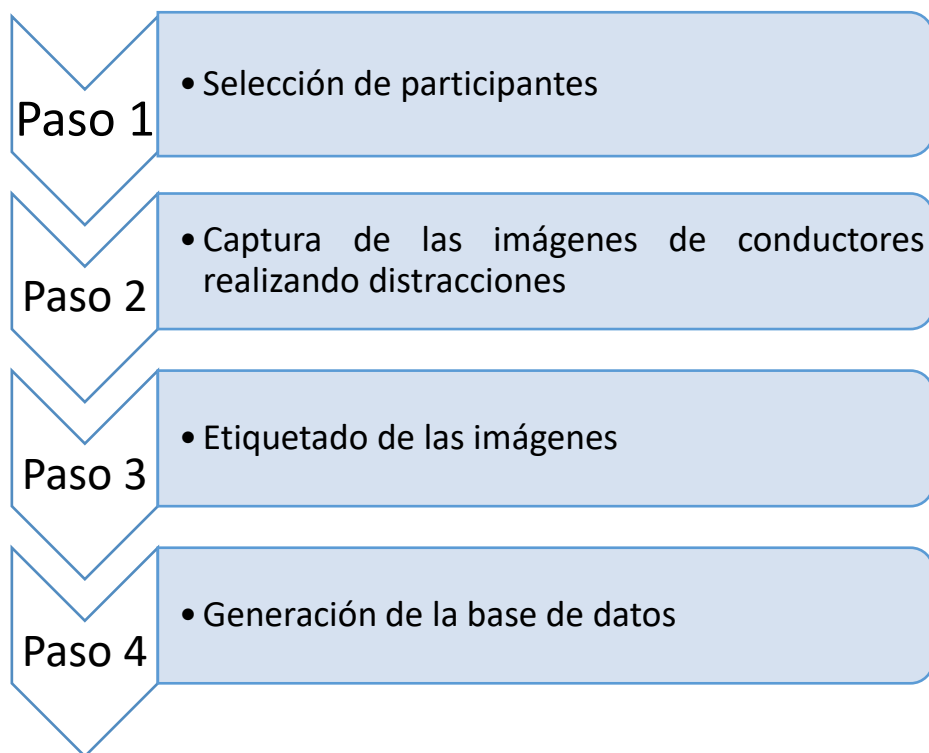 Paso 1
• Selección de participantes
Paso 2
• Captura de las imágenes de conductores
realizando distracciones
Paso 3
• Etiquetado de las imágenes
Paso 4
• Generación de la base de datos